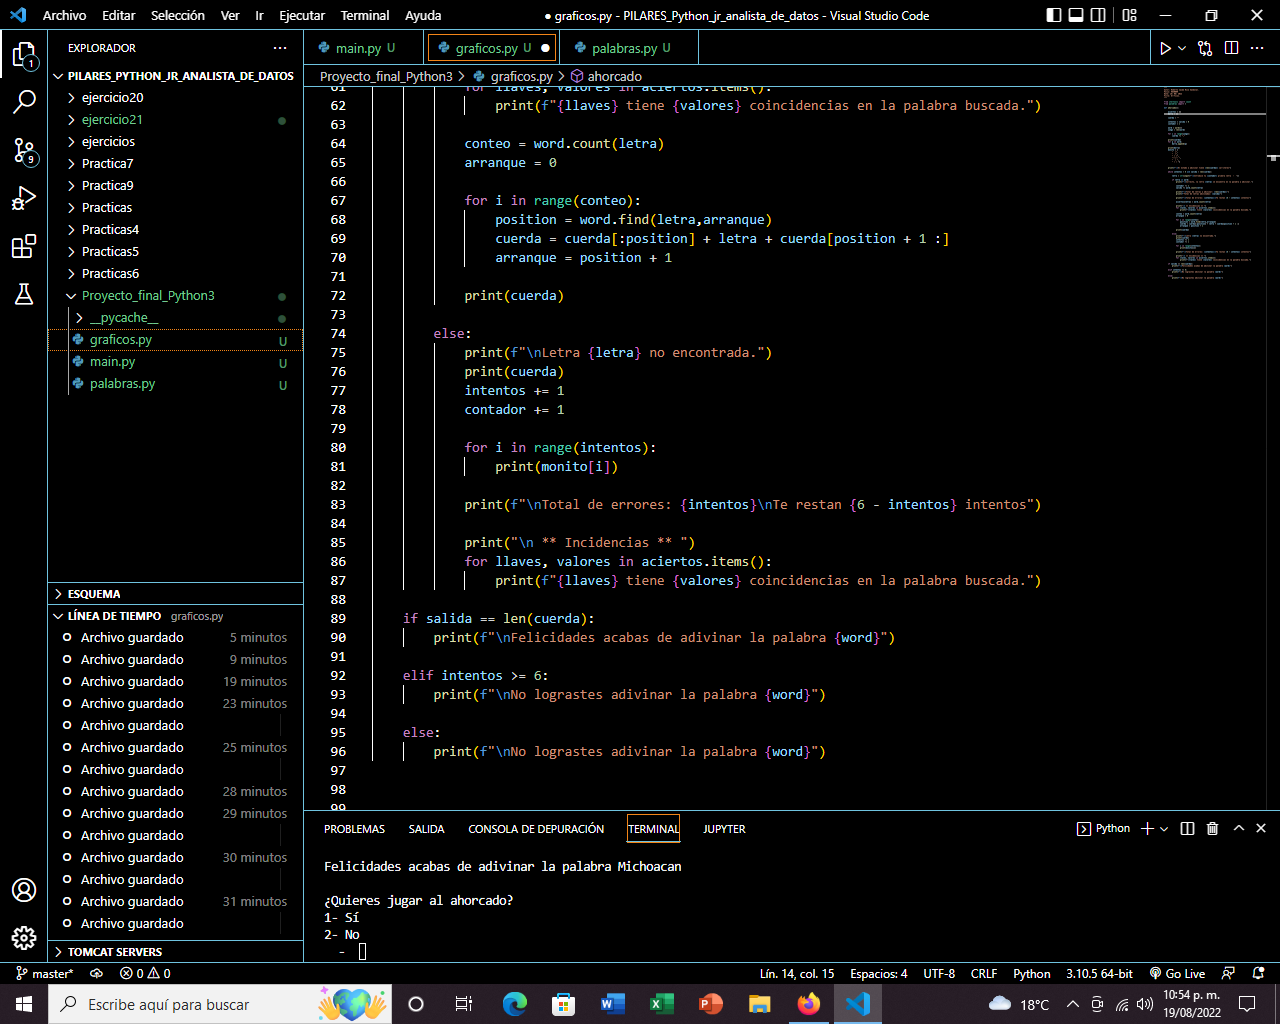 Archivo Editar Selección Ver Ir Ejecutar Terminal Ayuda
● graficos.py - PILARES_Python_jr_analista_de_datos - Visual Studio Code
EXPLORADOR
PILARES_PYTHON_JR_ANALISTA_DE_DATOS
ejercicio20
ejercicio21
ejercicios
Practica7
Practica9
Practicas
Practicas4
Practicas5
Practicas6
Proyecto_final_Python3
__pycache__
graficos.py U
main.py U
palabras.py U
ESQUEMA
LÍNEA DE TIEMPO graficos.py
Archivo guardado 5 minutos
Archivo guardado 9 minutos
Archivo guardado 19 minutos
Archivo guardado 23 minutos
Archivo guardado
Archivo guardado 25 minutos
Archivo guardado
Archivo guardado 28 minutos
Archivo guardado 29 minutos
Archivo guardado
Archivo guardado 30 minutos
Archivo guardado
Archivo guardado 31 minutos
Archivo guardado
TOMCAT SERVERS
main.py U graficos.py U ● palabras.py U
Proyecto_final_Python3 > graficos.py > ahorcado
61 for llaves, valores in aciertos.items():
62 print(f"{llaves} tiene {valores} coincidencias en la palabra buscada.")
63
64 conteo = word.count(letra)
65 arranque = 0
66
67 for i in range(conteo):
68 position = word.find(letra,arranque)
69 cuerda = cuerda[:position] + letra + cuerda[position + 1 :]
70 arranque = position + 1
71
72 print(cuerda)
73
74 else:
75 print(f"\nLetra {letra} no encontrada.")
76 print(cuerda)
77 intentos += 1
78 contador += 1
79
80 for i in range(intentos):
81 print(monito[i])
82
83 print(f"\nTotal de errores: {intentos}\nTe restan {6 - intentos} intentos")
84
85 print("\n ** Incidencias ** ")
86 for llaves, valores in aciertos.items():
87 print(f"{llaves} tiene {valores} coincidencias en la palabra buscada.")
88
89 if salida == len(cuerda):
90 print(f"\nFelicidades acabas de adivinar la palabra {word}")
91
92 elif intentos >= 6:
93 print(f"\nNo lograstes adivinar la palabra {word}")
94
95 else:
96 print(f"\nNo lograstes adivinar la palabra {word}")
97
98
99
PROBLEMAS SALIDA CONSOLA DE DEPURACIÓN TERMINAL JUPYTER
Python
Felicidades acabas de adivinar la palabra Michoacan
¿Quieres jugar al ahorcado?
1- Sí
2- No
-
1
9
master* 0 0 Lín. 14, col. 15 Espacios: 4 UTF-8 CRLF Python 3.10.5 64-bit Go Live
Escribe aquí para buscar
18°C
10:54 p. m.
19/08/2022